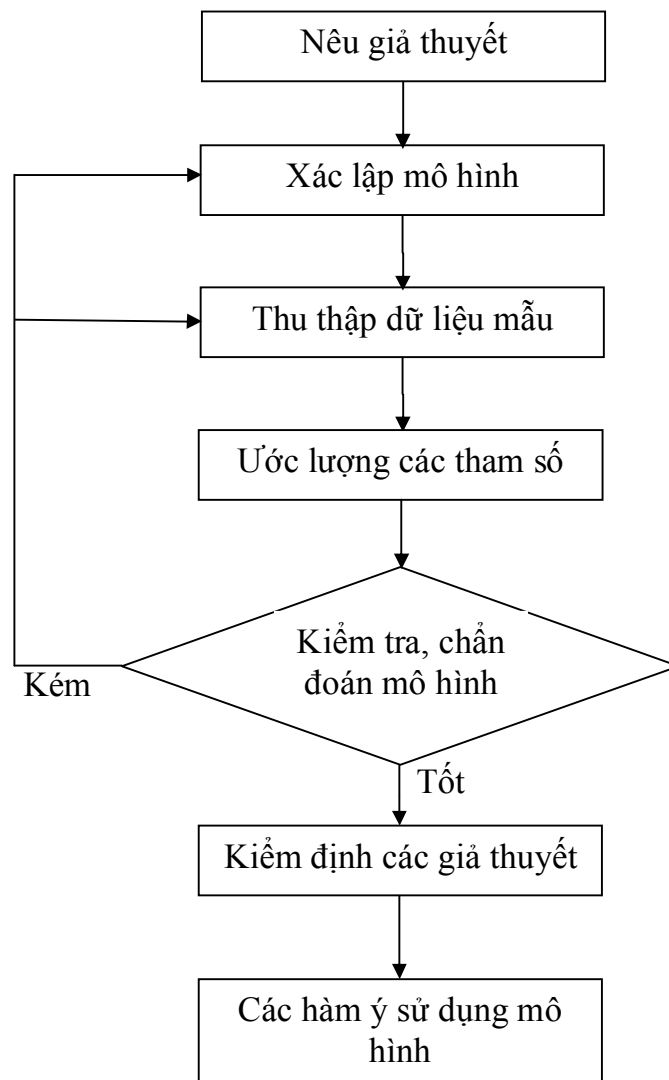 Nêu giả thuyết
Xác lập mô hình
Thu thập dữ liệu mẫu
Ước lượng các tham số
Kiểm tra, chẩn
đoán mô hình
Kém
Tốt
Kiểm định các giả thuyết
Các hàm ý sử dụng mô
hình